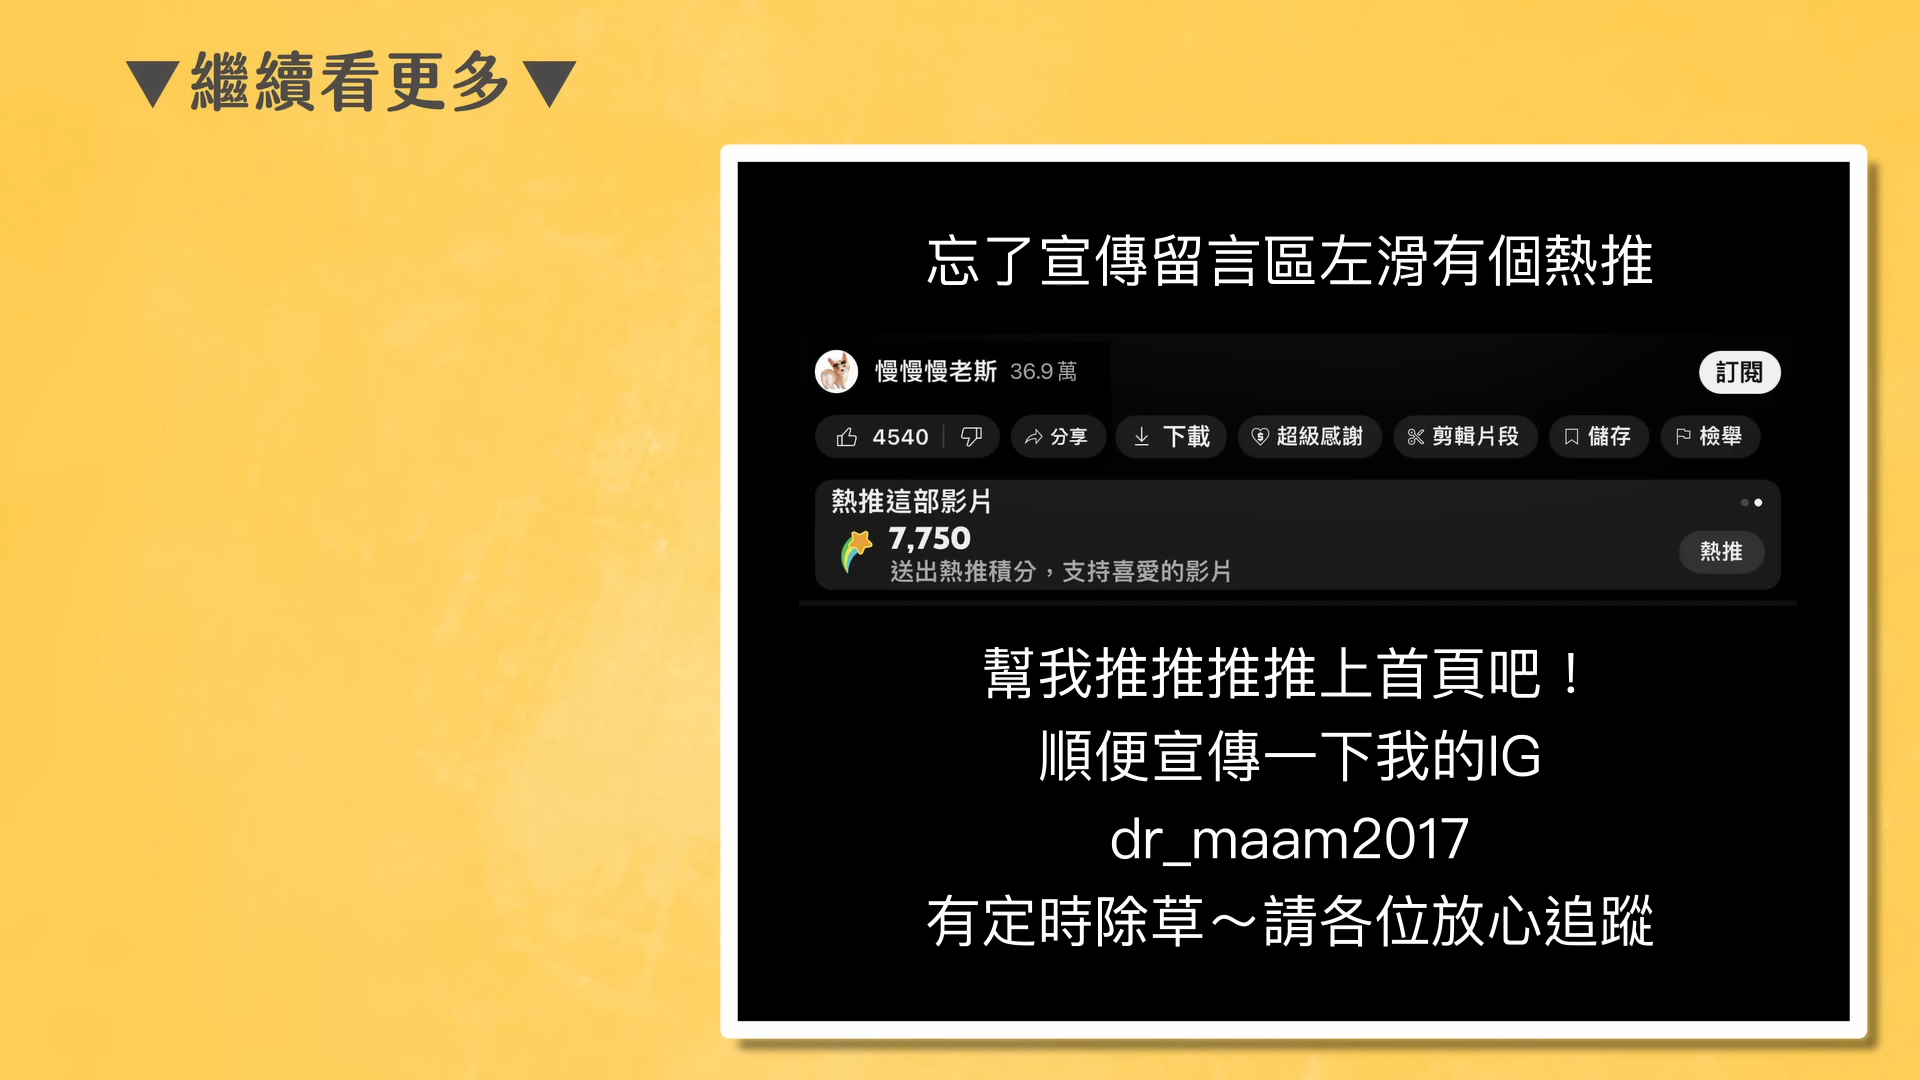 ▼繼續看更多▼
忘了宣傳留言區左滑有個熱推
慢慢慢老斯 36.9萬
訂閱
4540 分享 下載 超級感謝 剪輯片段 儲存 檢舉
熱推這部影片
7,750
送出熱推積分，支持喜愛的影片
熱推
幫我推推推推上首頁吧！
順便宣傳一下我的IG
dr_maam2017
有定時除草～請各位放心追蹤